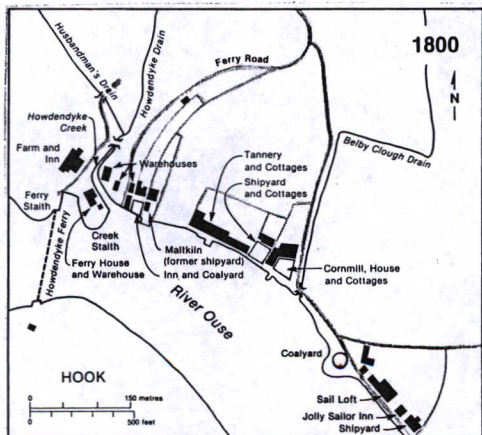 1800
N
Husbandman's Drain
Howdendyke Drain
Ferry Road
Howdendyke
Creek
Belby Clough Drain
Farm and
Inn
Warehouses
Tannery
and Cottages
Shipyard
and Cottages
Ferry
Staith
Howdendyke Ferry
Creek
Staith
Maltkiln
(former shipyard)
Ferry House
and Warehouse
Inn and Coalyard
Cornmill, House
and Cottages
River Ouse
Coalyard
HOOK
0 150 metres
0 500 feet
Sail Loft
Jolly Sailor Inn
Shipyard